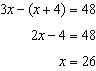 3x − (x + 4) = 48
2x − 4 = 48
x = 26